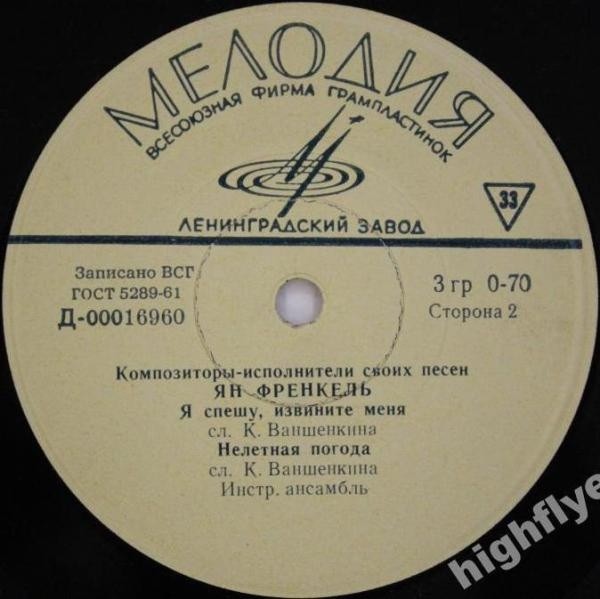 МЕЛОДИЯ
ВСЕСОЮЗНАЯ ФИРМА ГРАМПЛАСТИНОК
ЛЕНИНГРАДСКИЙ ЗАВОД
33
Записано ВСГ
ГОСТ 5289-61
Д-00016960
3 гр 0-70
Сторона 2
Композиторы-исполнители своих песен
ЯН ФРЕНКЕЛЬ
Я спешу, извините меня
сл. К. Ваншенкина
Нелетная погода
сл. К. Ваншенкина
Инстр. ансамбль
highflye